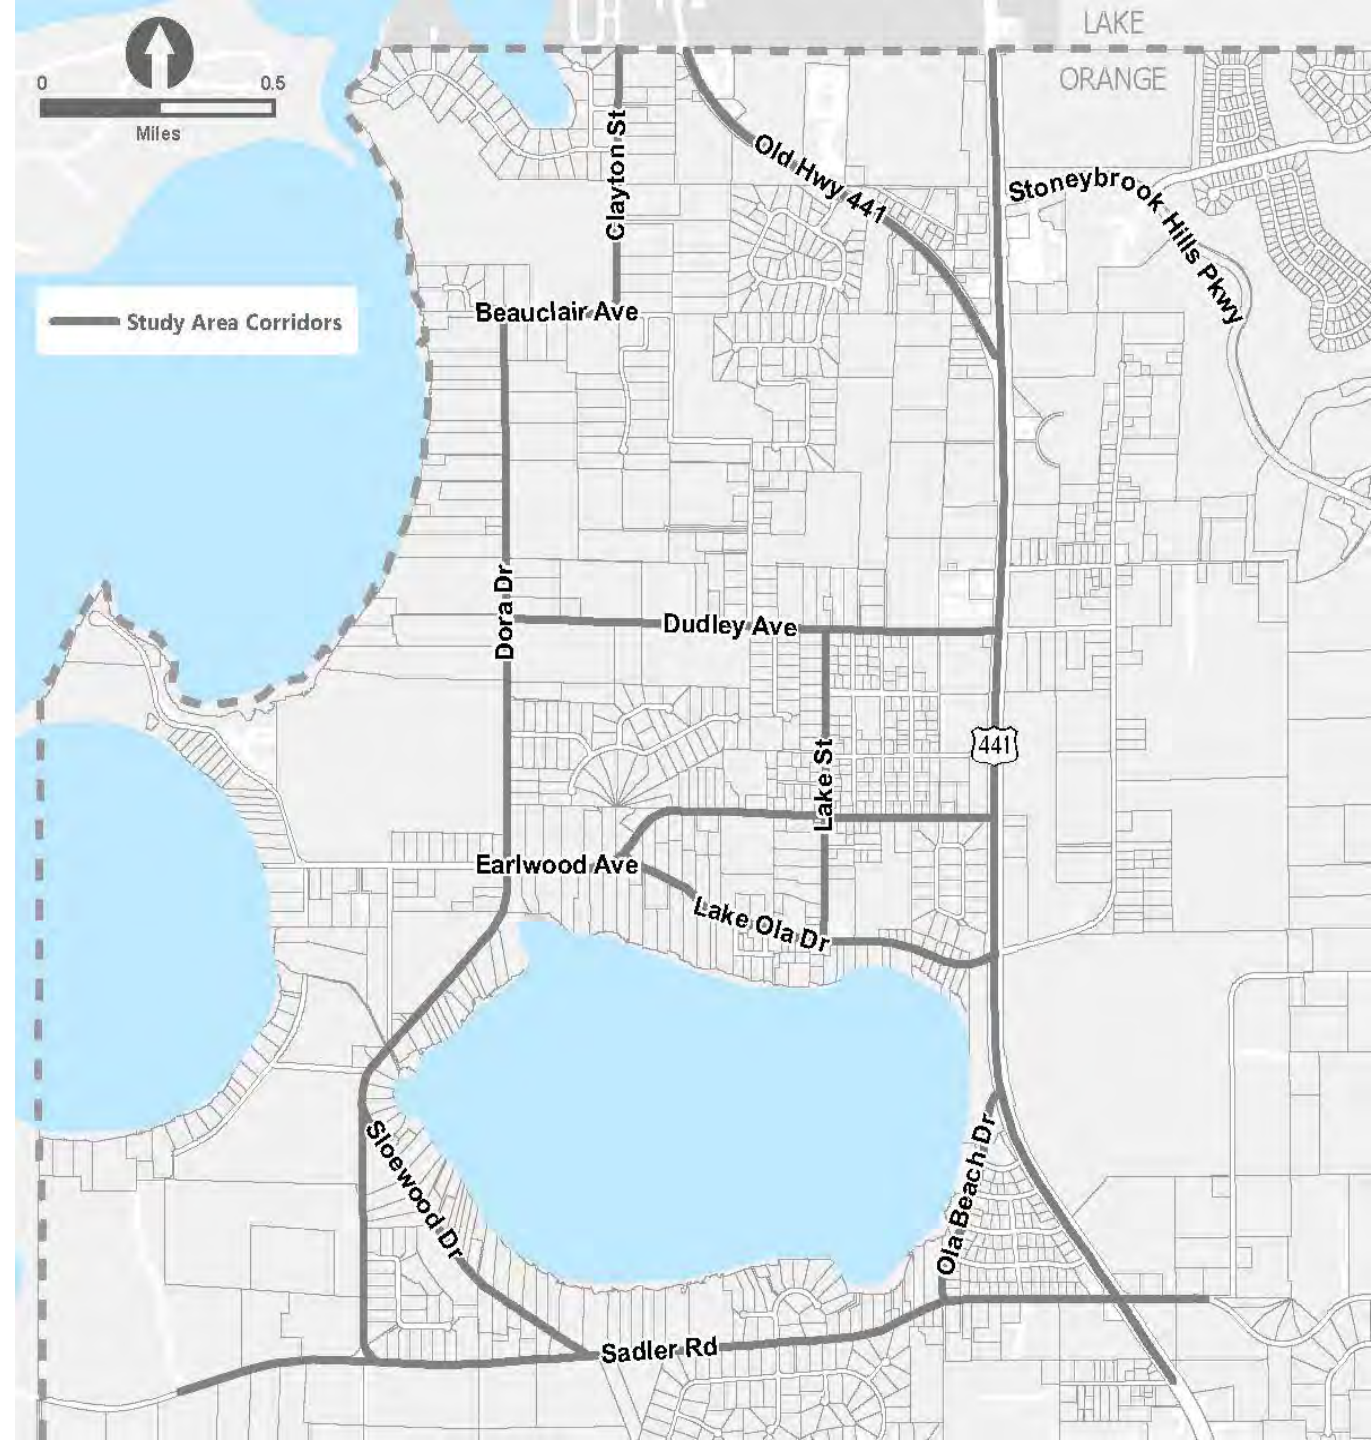 LAKE
ORANGE
0 0.5
Miles
Clayton St
Old Hwy 441
Stoneybrook Hills Pkwy
Study Area Corridors
Beauclair Ave
Dora Dr
Dudley Ave
441
Lake St
Earlwood Ave
Lake Ola Dr
Sloewood Dr
Ola Beach Dr
Sadler Rd